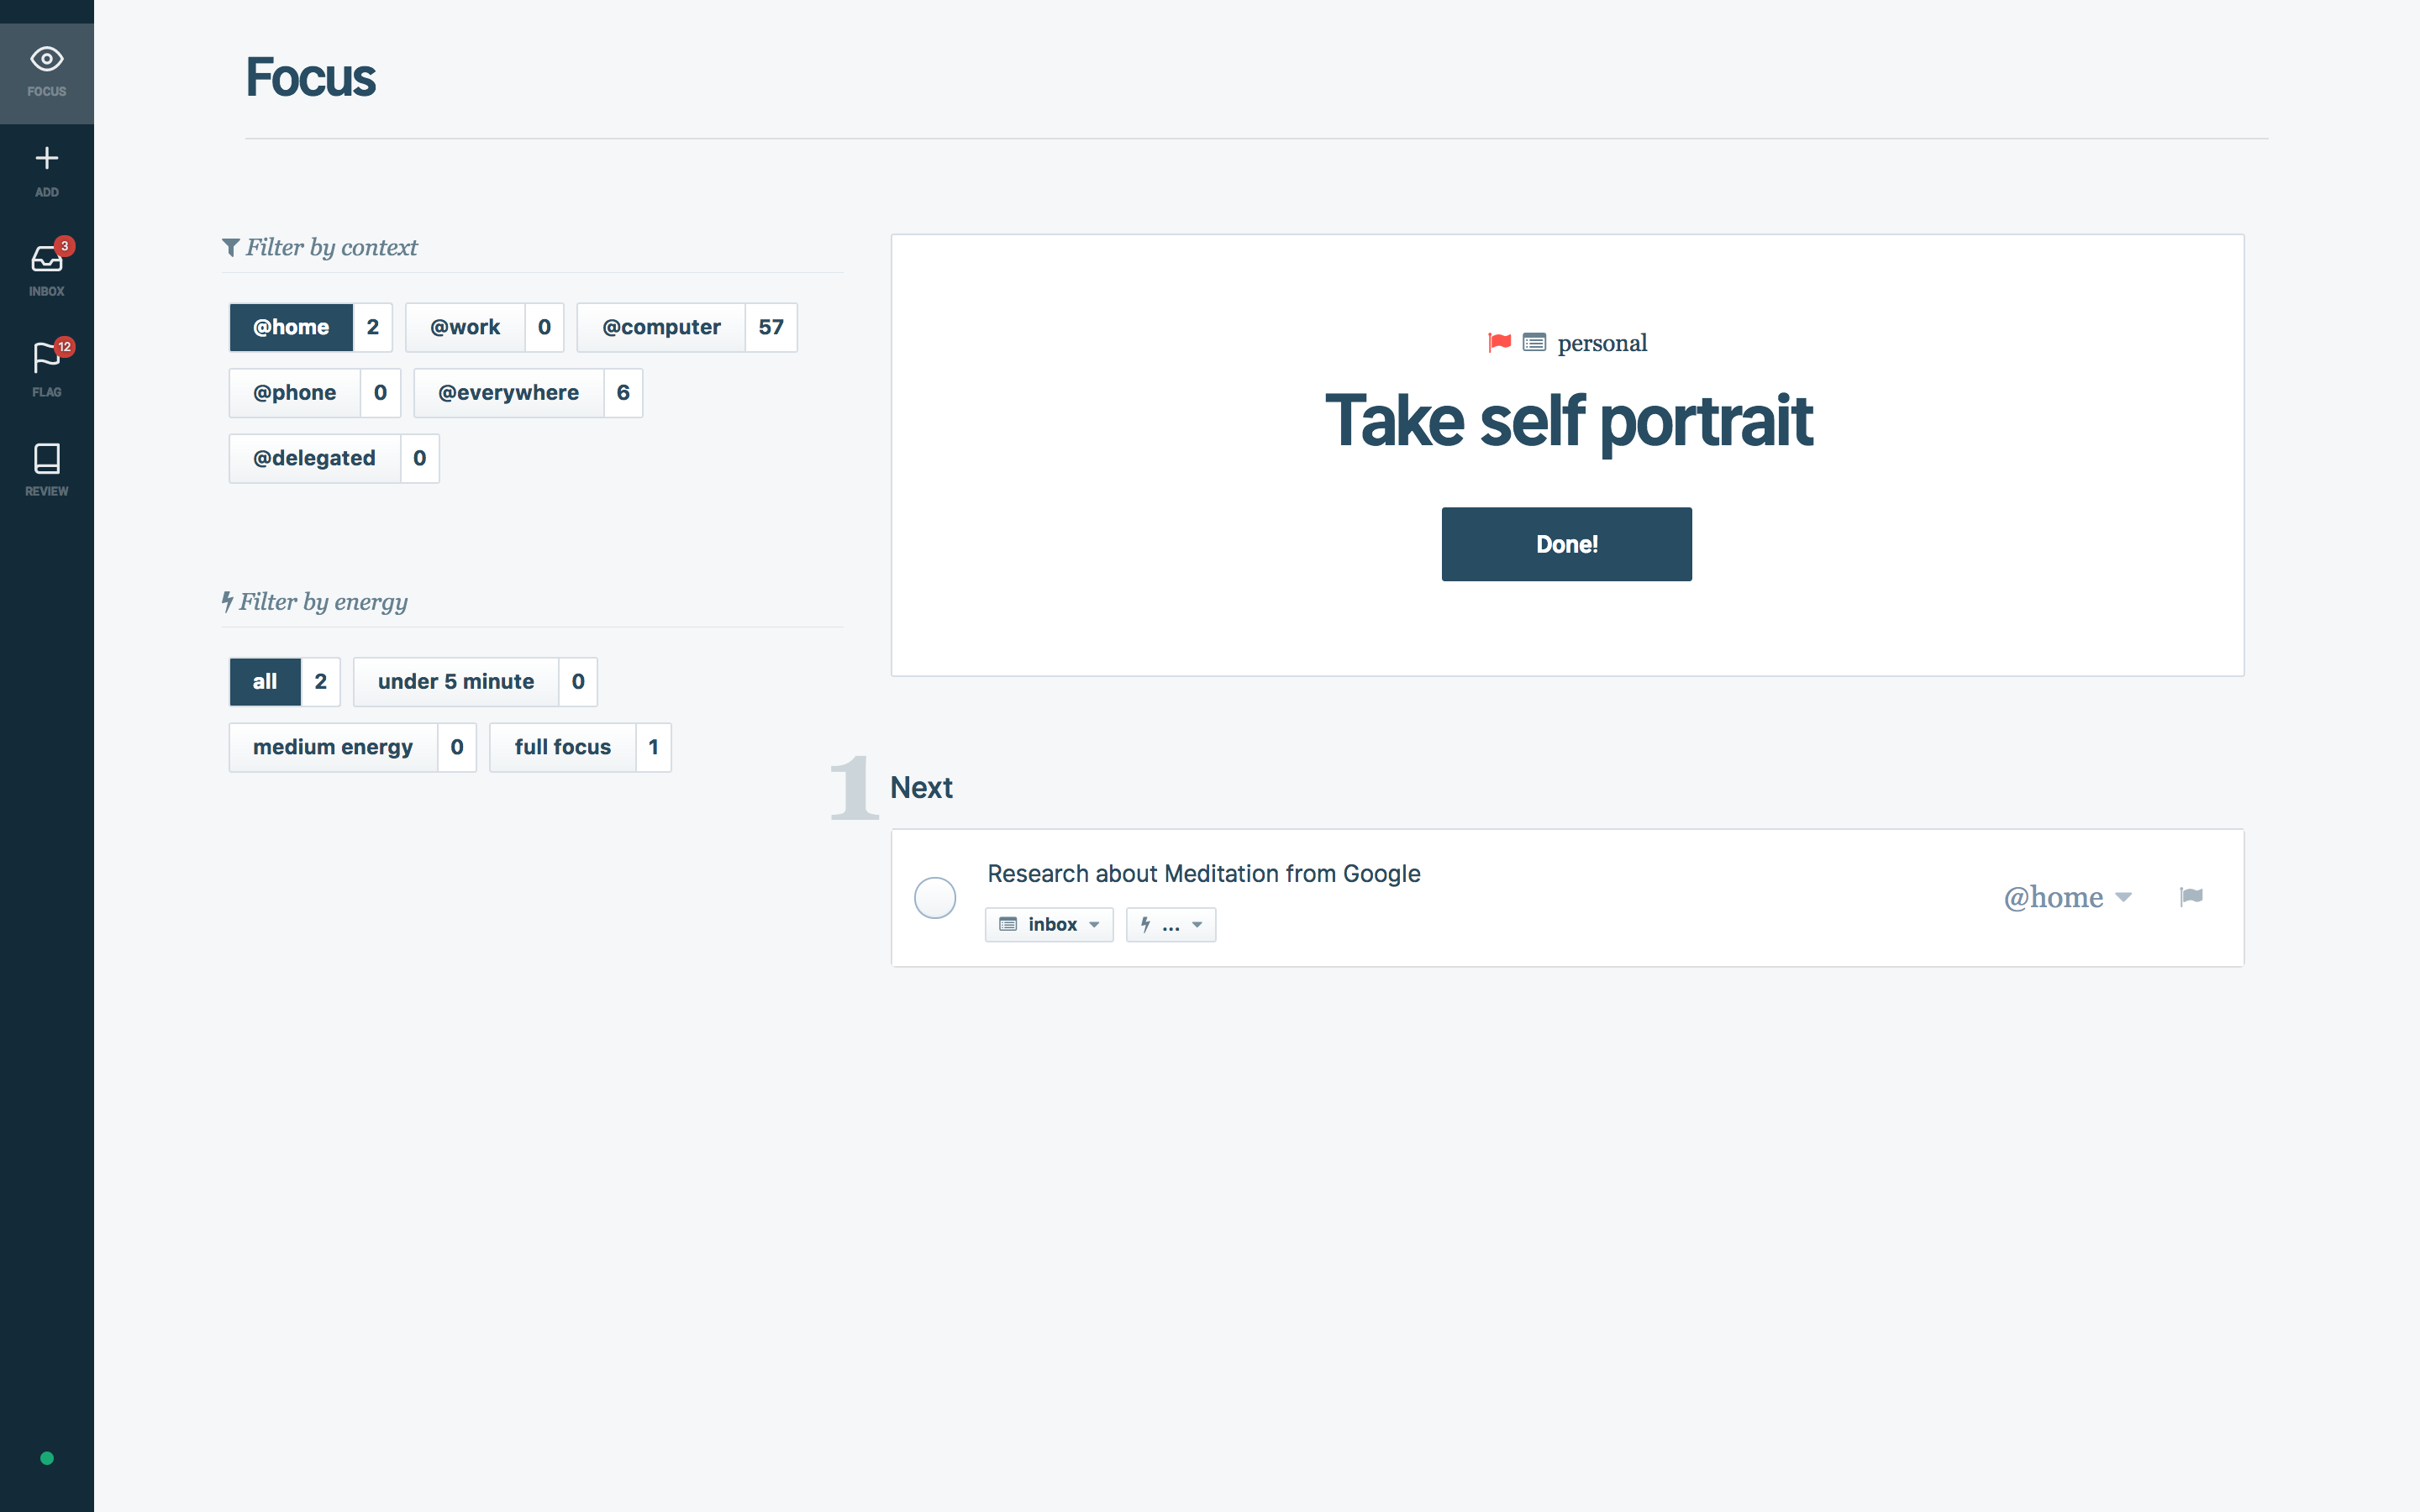 FOCUS
ADD
3
INBOX
12
FLAG
REVIEW
Focus
Filter by context
@home 2 @work 0 @computer 57
@phone 0 @everywhere 6
@delegated 0
Filter by energy
all 2 under 5 minute 0
medium energy 0 full focus 1
personal
Take self portrait
Done!
1 Next
Research about Meditation from Google
inbox ...
@home